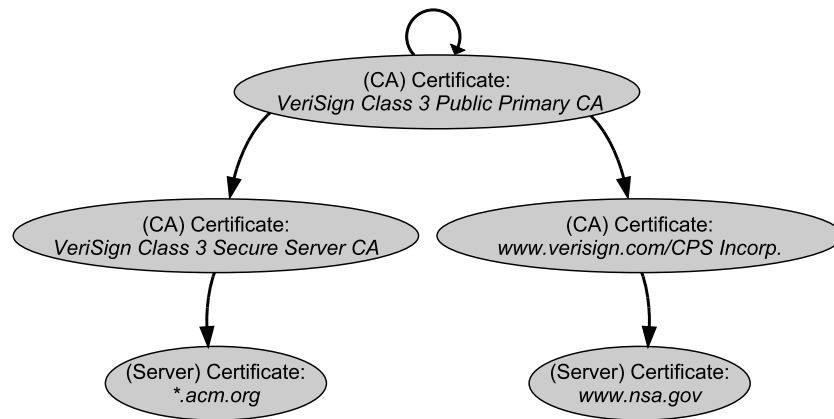 (CA) Certificate:
VeriSign Class 3 Public Primary CA
(CA) Certificate:
VeriSign Class 3 Secure Server CA
(CA) Certificate:
www.verisign.com/CPS Incorp.
(Server) Certificate:
*.acm.org
(Server) Certificate:
www.nsa.gov